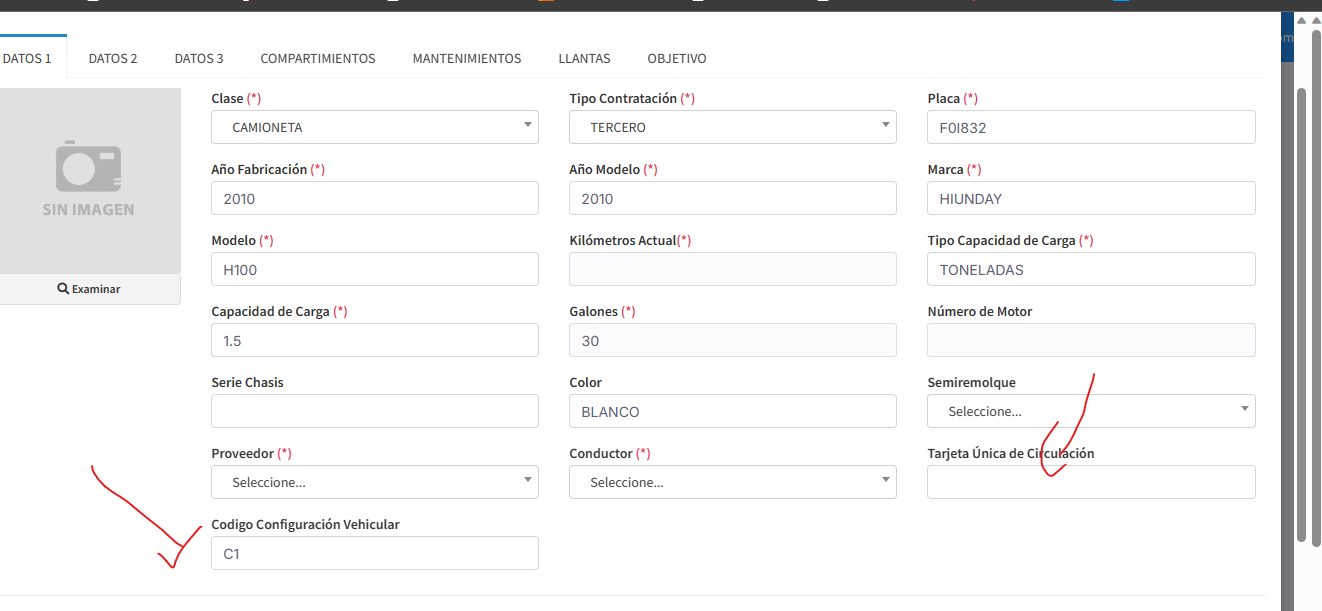 DATOS 1 DATOS 2 DATOS 3 COMPARTIMIENTOS MANTENIMIENTOS LLANTAS OBJETIVO
Clase (*) Tipo Contratación (*) Placa (*)
CAMIONETA TERCERO F0I832
Año Fabricación (*) Año Modelo (*) Marca (*)
2010 2010 HIUNDAY
SIN IMAGEN
Modelo (*) Kilómetros Actual(*) Tipo Capacidad de Carga (*)
H100 TONELADAS
Examinar
Capacidad de Carga (*) Galones (*) Número de Motor
1.5 30
Serie Chasis Color Semiremolque
BLANCO Seleccione...
Proveedor (*) Conductor (*) Tarjeta Única de Circulación
Seleccione... Seleccione...
Codigo Configuración Vehicular
C1